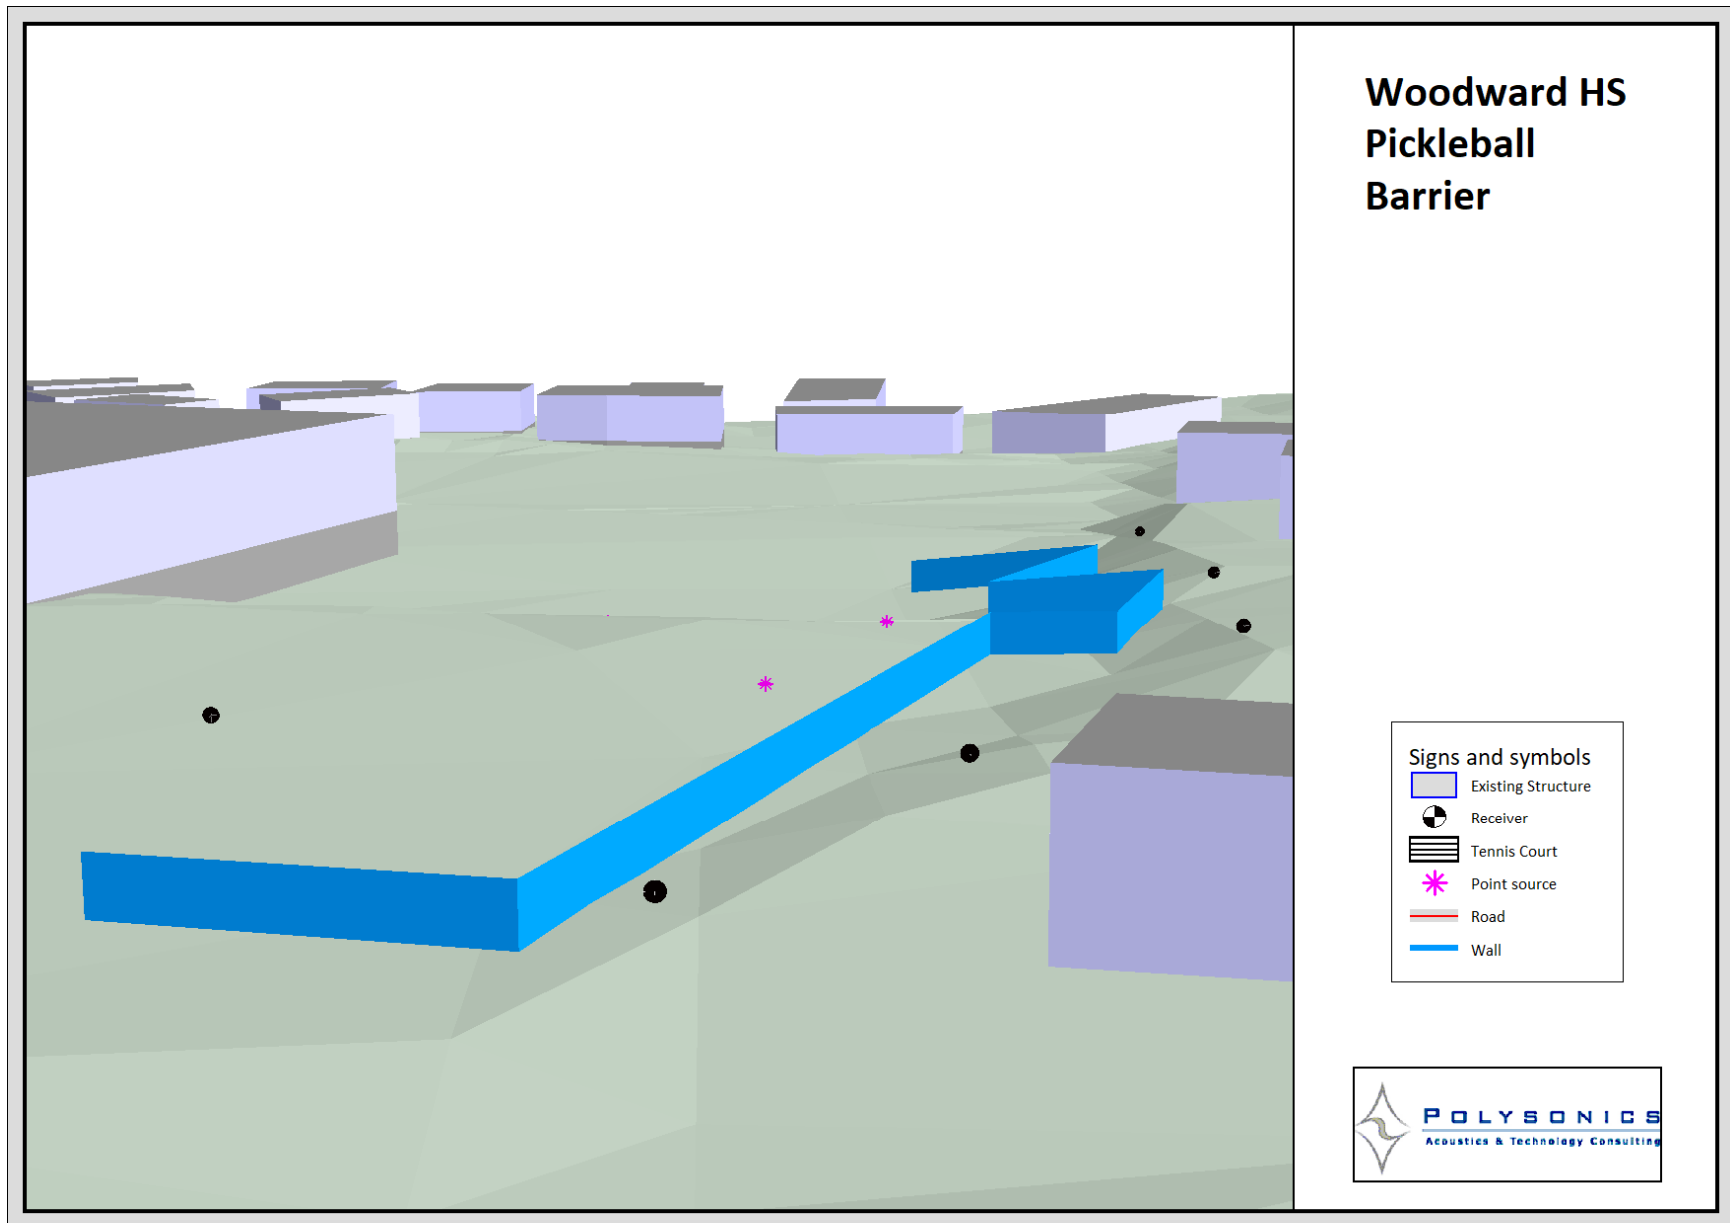 Woodward HS
Pickleball
Barrier
Signs and symbols
Existing Structure
Receiver
Tennis Court
Point source
Road
Wall
POLYSONICS
Acoustics & Technology Consulting